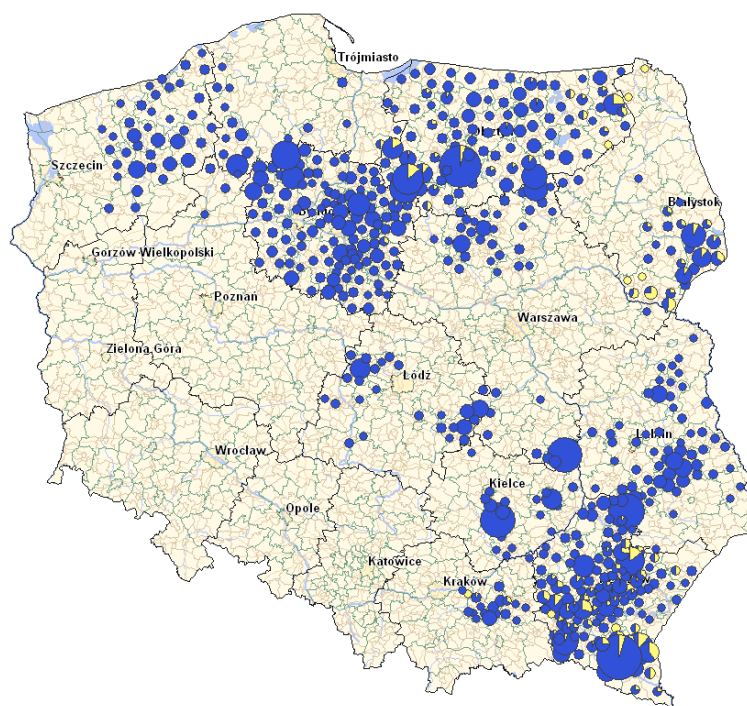 Trójmiasto
Szczecin
Białystok
Gorzów Wielkopolski
Poznań
Warszawa
Zielona Góra
Łódź
Lublin
Wrocław
Kielce
Opole
Katowice
Kraków